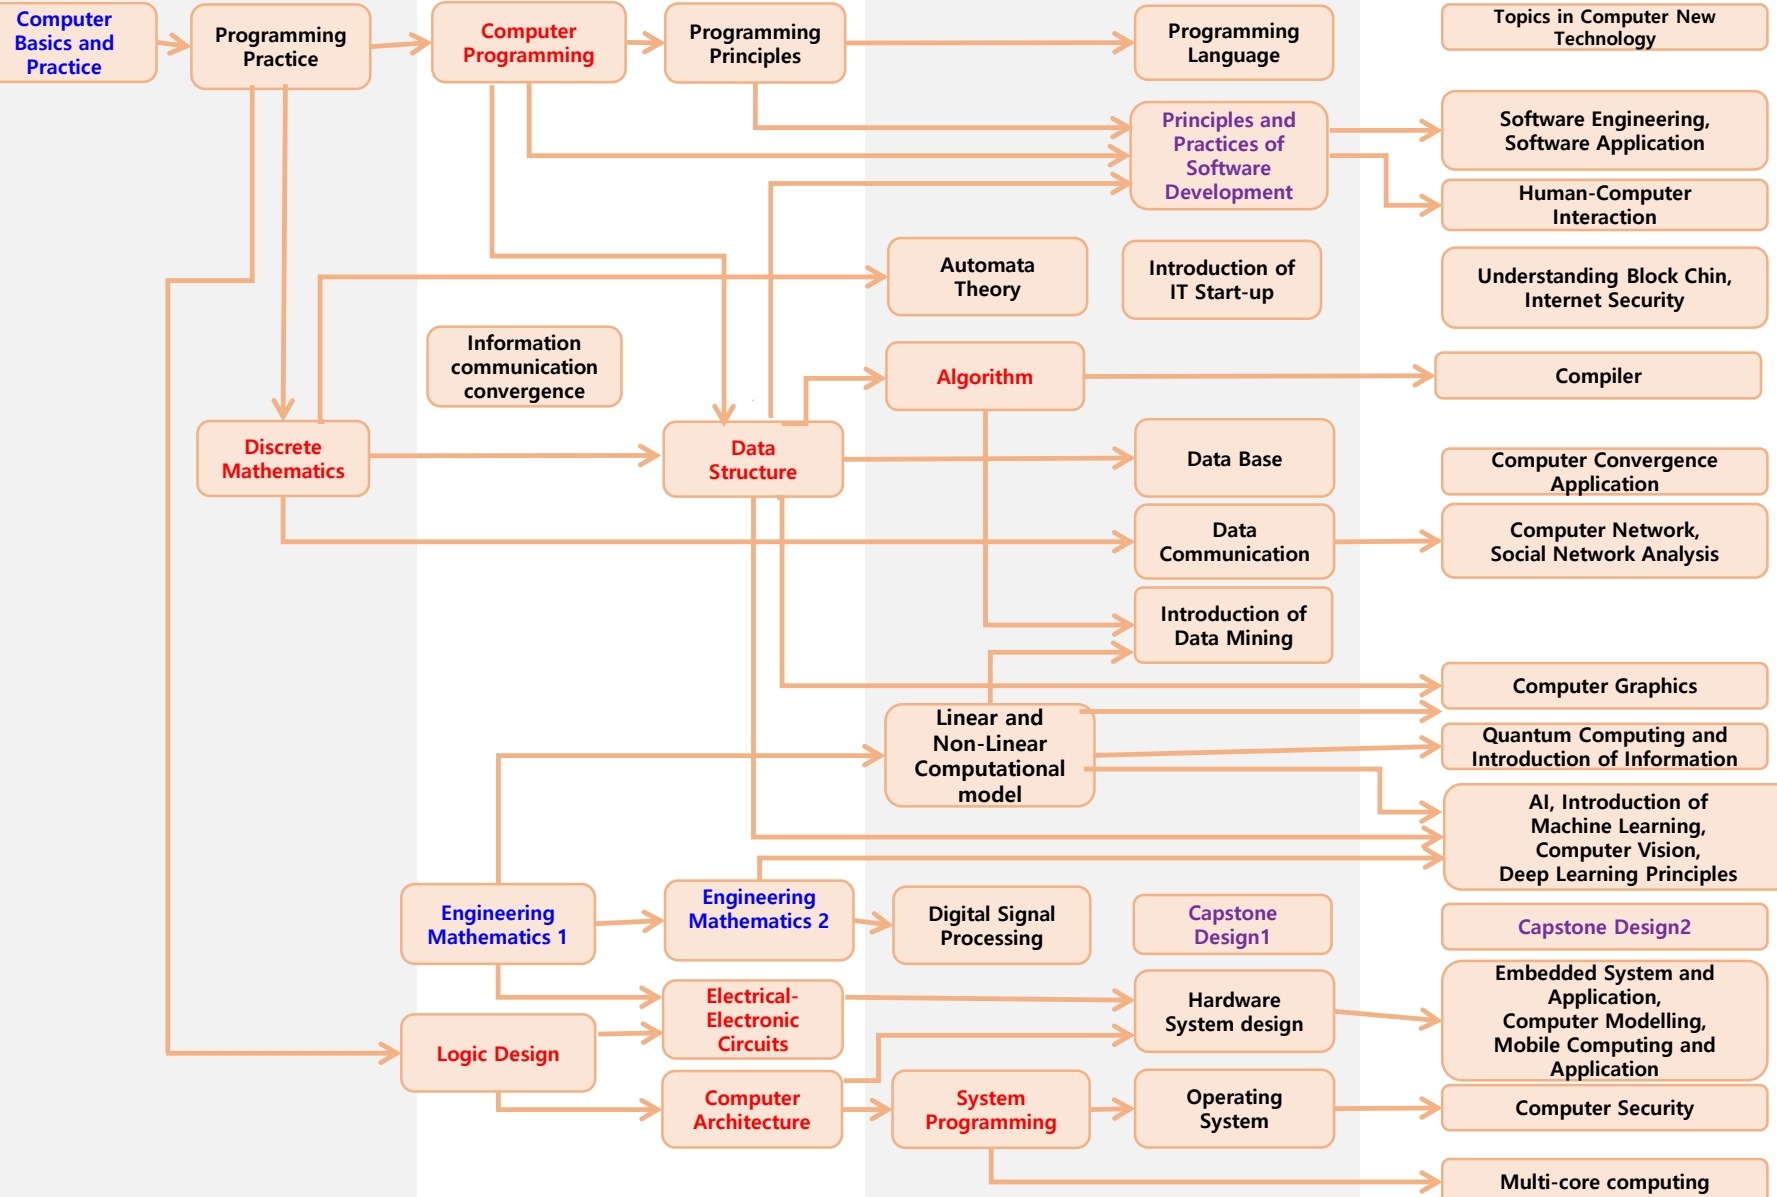 Computer
Basics and
Practice
Programming
Practice
Computer
Programming
Programming
Principles
Programming
Language
Topics in Computer New
Technology
Principles and
Practices of
Software
Development
Software Engineering,
Software Application
Human-Computer
Interaction
Automata
Theory
Introduction of
IT Start-up
Understanding Block Chin,
Internet Security
Information
communication
convergence
Algorithm
Compiler
Discrete
Mathematics
Data
Structure
Data Base
Computer Convergence
Application
Data
Communication
Computer Network,
Social Network Analysis
Introduction of
Data Mining
Computer Graphics
Linear and
Non-Linear
Computational
model
Quantum Computing and
Introduction of Information
AI, Introduction of
Machine Learning,
Computer Vision,
Deep Learning Principles
Engineering
Mathematics 1
Engineering
Mathematics 2
Digital Signal
Processing
Capstone
Design1
Capstone Design2
Electrical-
Electronic
Circuits
Hardware
System design
Embedded System and
Application,
Computer Modelling,
Mobile Computing and
Application
Logic Design
Computer
Architecture
System
Programming
Operating
System
Computer Security
Multi-core computing